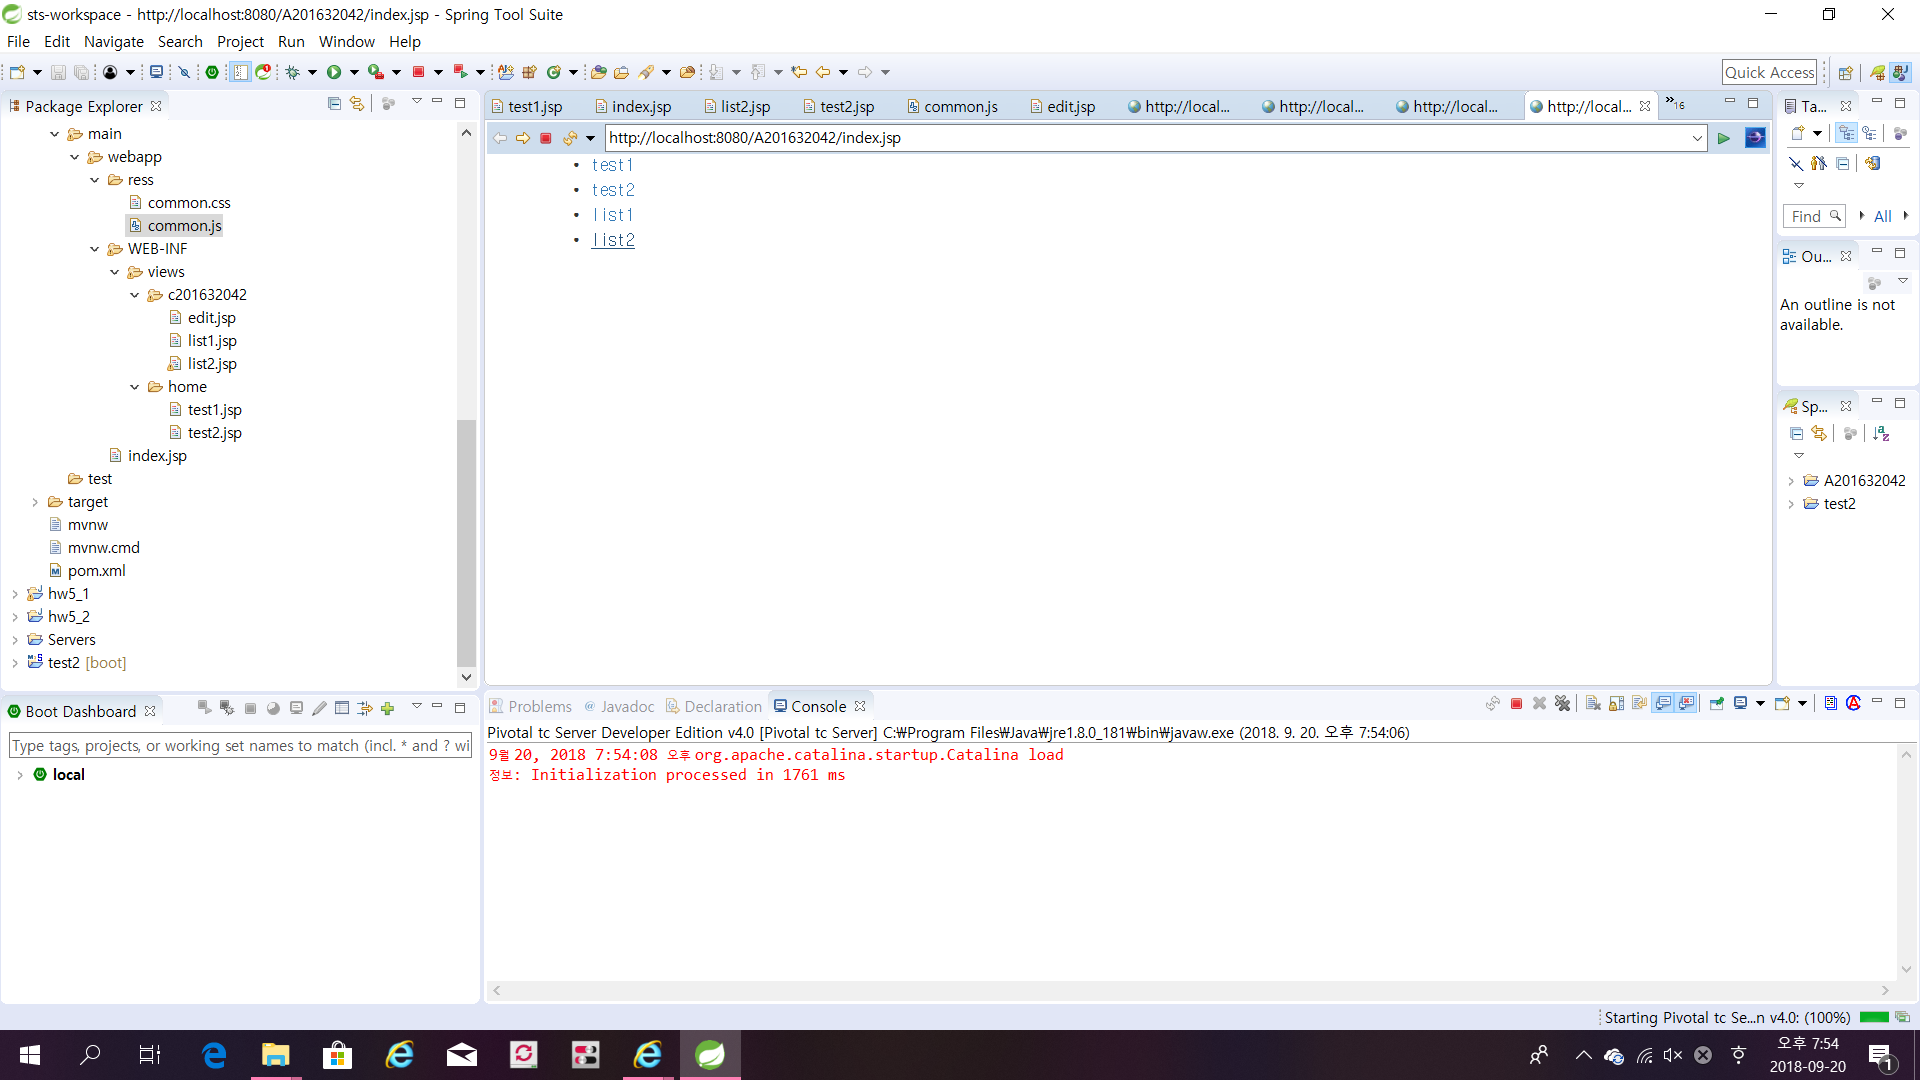 sts-workspace - http://localhost:8080/A201632042/index.jsp - Spring Tool Suite
File Edit Navigate Search Project Run Window Help
Quick Access
Package Explorer
main
webapp
ress
common.css
common.js
WEB-INF
views
c201632042
edit.jsp
list1.jsp
list2.jsp
home
test1.jsp
test2.jsp
index.jsp
test
target
mvnw
mvnw.cmd
pom.xml
hw5_1
hw5_2
Servers
test2 [boot]
test1.jsp index.jsp list2.jsp test2.jsp common.js edit.jsp http://local... http://local... http://local... http://local... »16
http://localhost:8080/A201632042/index.jsp
• test1
• test2
• list1
• list2
Ta...
Find All
Ou...
An outline is not
available.
Sp...
A201632042
test2
Boot Dashboard
Type tags, projects, or working set names to match (incl. * and ? wi
local
Problems @ Javadoc Declaration Console
Pivotal tc Server Developer Edition v4.0 [Pivotal tc Server] C:₩Program Files₩Java₩jre1.8.0_181₩bin₩javaw.exe (2018. 9. 20. 오후 7:54:06)
9월 20, 2018 7:54:08 오후 org.apache.catalina.startup.Catalina load
정보: Initialization processed in 1761 ms
Starting Pivotal tc Se...n v4.0: (100%)
오후 7:54
2018-09-20
1